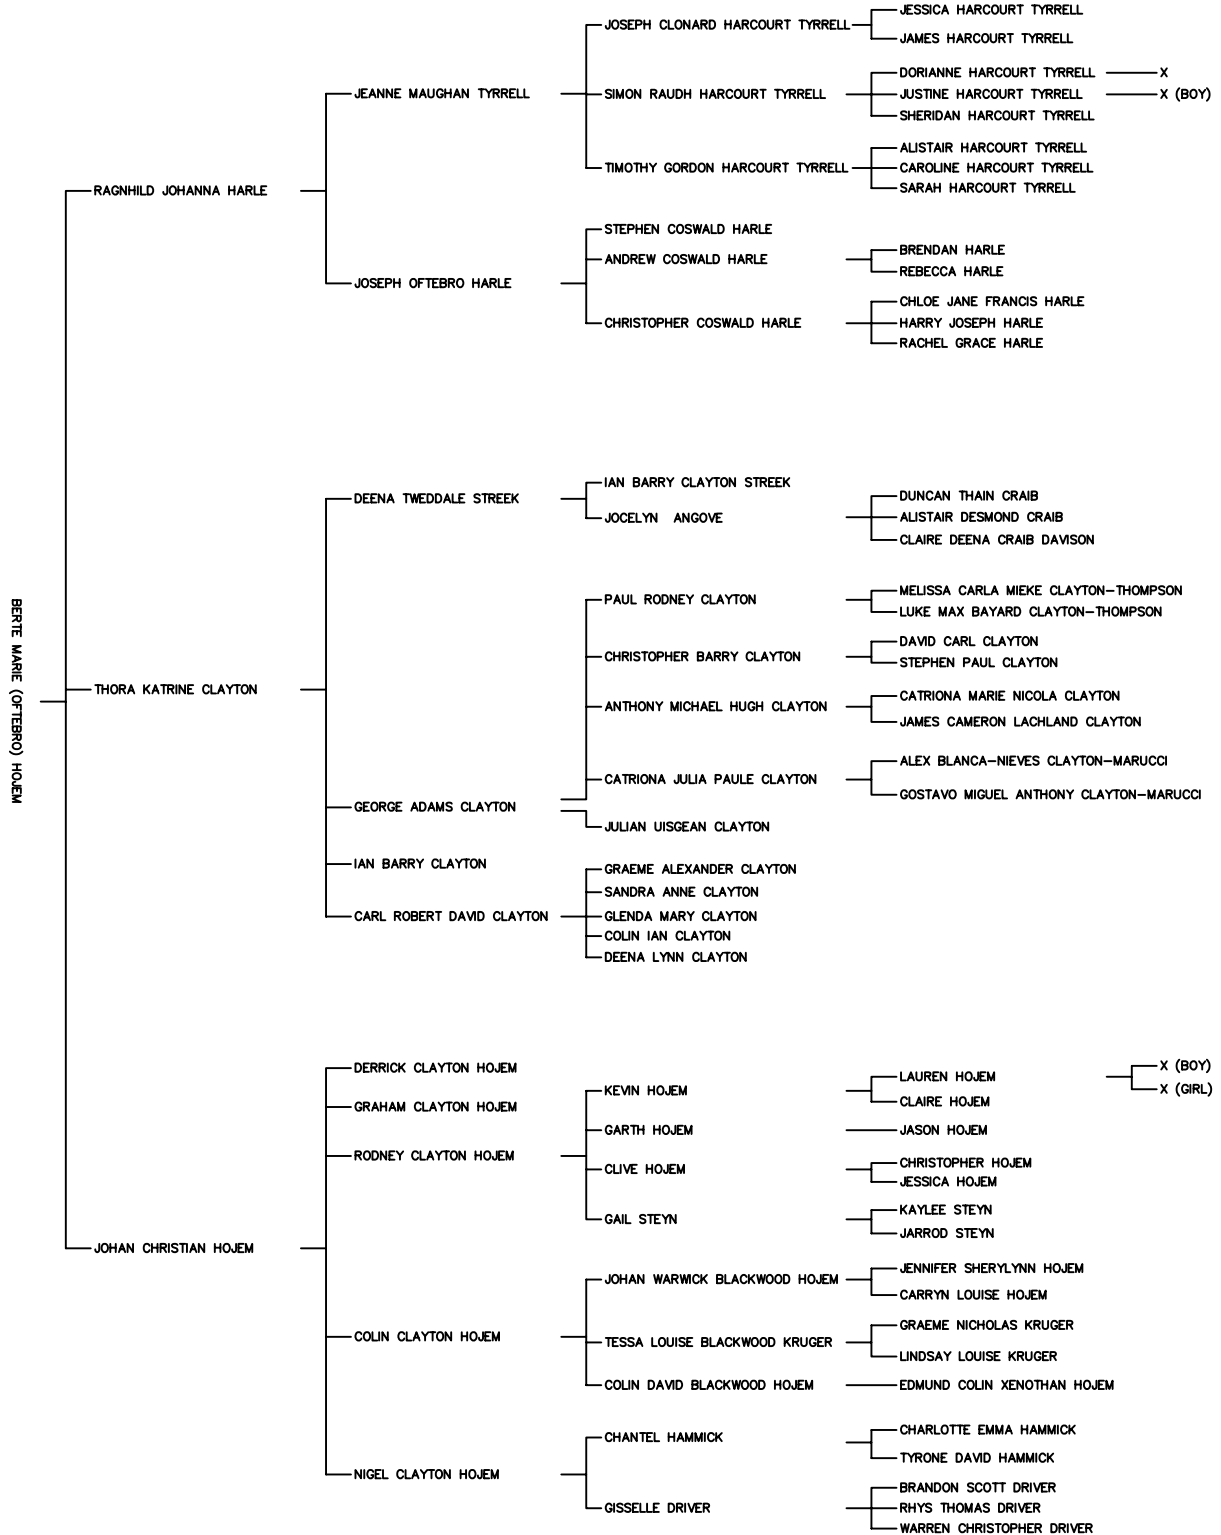 BERTE MARIE (OFTEBRO) HOJEM
RAGNHILD JOHANNA HARLE
JEANNE MAUGHAN TYRRELL
JOSEPH CLONARD HARCOURT TYRRELL
JESSICA HARCOURT TYRRELL
JAMES HARCOURT TYRRELL
SIMON RAUDH HARCOURT TYRRELL
DORIANNE HARCOURT TYRRELL
X
JUSTINE HARCOURT TYRRELL
X (BOY)
SHERIDAN HARCOURT TYRRELL
TIMOTHY GORDON HARCOURT TYRRELL
ALISTAIR HARCOURT TYRRELL
CAROLINE HARCOURT TYRRELL
SARAH HARCOURT TYRRELL
JOSEPH OFTEBRO HARLE
STEPHEN COSWALD HARLE
ANDREW COSWALD HARLE
BRENDAN HARLE
REBECCA HARLE
CHRISTOPHER COSWALD HARLE
CHLOE JANE FRANCIS HARLE
HARRY JOSEPH HARLE
RACHEL GRACE HARLE
THORA KATRINE CLAYTON
DEENA TWEDDALE STREEK
IAN BARRY CLAYTON STREEK
JOCELYN ANGOVE
DUNCAN THAIN CRAIB
ALISTAIR DESMOND CRAIB
CLAIRE DEENA CRAIB DAVISON
GEORGE ADAMS CLAYTON
PAUL RODNEY CLAYTON
MELISSA CARLA MIEKE CLAYTON-THOMPSON
LUKE MAX BAYARD CLAYTON-THOMPSON
CHRISTOPHER BARRY CLAYTON
DAVID CARL CLAYTON
STEPHEN PAUL CLAYTON
ANTHONY MICHAEL HUGH CLAYTON
CATRIONA MARIE NICOLA CLAYTON
JAMES CAMERON LACHLAND CLAYTON
CATRIONA JULIA PAULE CLAYTON
ALEX BLANCA-NIEVES CLAYTON-MARUCCI
GOSTAVO MIGUEL ANTHONY CLAYTON-MARUCCI
JULIAN UISGEAN CLAYTON
IAN BARRY CLAYTON
CARL ROBERT DAVID CLAYTON
GRAEME ALEXANDER CLAYTON
SANDRA ANNE CLAYTON
GLENDA MARY CLAYTON
COLIN IAN CLAYTON
DEENA LYNN CLAYTON
JOHAN CHRISTIAN HOJEM
DERRICK CLAYTON HOJEM
GRAHAM CLAYTON HOJEM
RODNEY CLAYTON HOJEM
KEVIN HOJEM
LAUREN HOJEM
X (BOY)
X (GIRL)
CLAIRE HOJEM
GARTH HOJEM
JASON HOJEM
CLIVE HOJEM
CHRISTOPHER HOJEM
JESSICA HOJEM
GAIL STEYN
KAYLEE STEYN
JARROD STEYN
COLIN CLAYTON HOJEM
JOHAN WARWICK BLACKWOOD HOJEM
JENNIFER SHERYLYNN HOJEM
CARRYN LOUISE HOJEM
TESSA LOUISE BLACKWOOD KRUGER
GRAEME NICHOLAS KRUGER
LINDSAY LOUISE KRUGER
COLIN DAVID BLACKWOOD HOJEM
EDMUND COLIN XENOTHAN HOJEM
NIGEL CLAYTON HOJEM
CHANTEL HAMMICK
CHARLOTTE EMMA HAMMICK
TYRONE DAVID HAMMICK
GISSELLE DRIVER
BRANDON SCOTT DRIVER
RHYS THOMAS DRIVER
WARREN CHRISTOPHER DRIVER